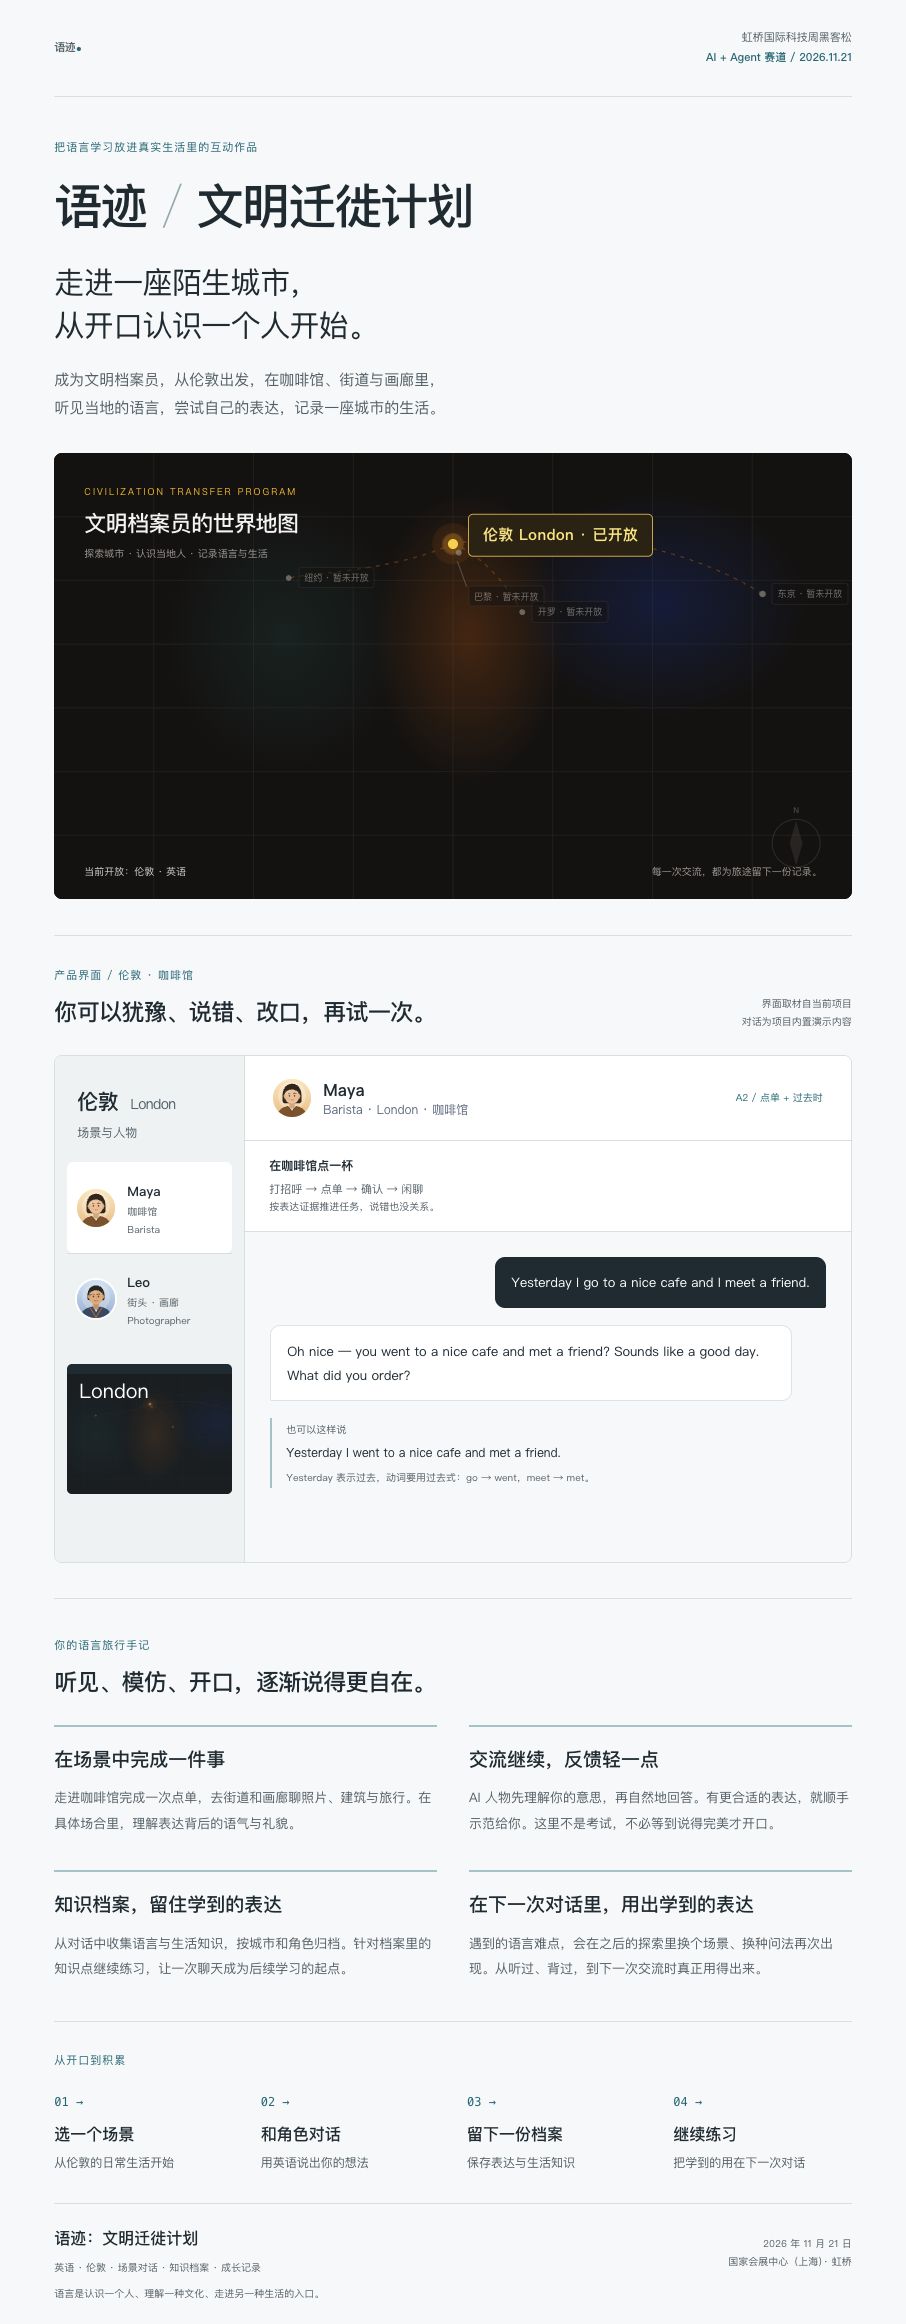 语迹
虹桥国际科技周黑客松
AI + Agent 赛道 / 2026.11.21
把语言学习放进真实生活里的互动作品
语迹 / 文明迁徙计划
走进一座陌生城市，
从开口认识一个人开始。
成为文明档案员，从伦敦出发，在咖啡馆、街道与画廊里，
听见当地的语言，尝试自己的表达，记录一座城市的生活。
CIVILIZATION TRANSFER PROGRAM
文明档案员的世界地图
探索城市 · 认识当地人 · 记录语言与生活
伦敦 London · 已开放
纽约 · 暂未开放
巴黎 · 暂未开放
开罗 · 暂未开放
东京 · 暂未开放
N
当前开放：伦敦 · 英语
每一次交流，都为旅途留下一份记录。
产品界面 / 伦敦 · 咖啡馆
你可以犹豫、说错、改口，再试一次。
界面取材自当前项目
对话为项目内置演示内容
伦敦 London
场景与人物
Maya
咖啡馆
Barista
Leo
街头 · 画廊
Photographer
London
Maya
Barista · London · 咖啡馆
A2 / 点单 + 过去时
在咖啡馆点一杯
打招呼 → 点单 → 确认 → 闲聊
按表达证据推进任务，说错也没关系。
Yesterday I go to a nice cafe and I meet a friend.
Oh nice — you went to a nice cafe and met a friend? Sounds like a good day.
What did you order?
也可以这样说
Yesterday I went to a nice cafe and met a friend.
Yesterday 表示过去，动词要用过去式：go → went，meet → met。
你的语言旅行手记
听见、模仿、开口，逐渐说得更自在。
在场景中完成一件事
走进咖啡馆完成一次点单，去街道和画廊聊照片、建筑与旅行。在
具体场合里，理解表达背后的语气与礼貌。
交流继续，反馈轻一点
AI 人物先理解你的意思，再自然地回答。有更合适的表达，就顺手
示范给你。这里不是考试，不必等到说得完美才开口。
知识档案，留住学到的表达
从对话中收集语言与生活知识，按城市和角色归档。针对档案里的
知识点继续练习，让一次聊天成为后续学习的起点。
在下一次对话里，用出学到的表达
遇到的语言难点，会在之后的探索里换个场景、换种问法再次出
现。从听过、背过，到下一次交流时真正用得出来。
从开口到积累
01 →
选一个场景
从伦敦的日常生活开始
02 →
和角色对话
用英语说出你的想法
03 →
留下一份档案
保存表达与生活知识
04 →
继续练习
把学到的用在下一次对话
语迹：文明迁徙计划
英语 · 伦敦 · 场景对话 · 知识档案 · 成长记录
语言是认识一个人、理解一种文化、走进另一种生活的入口。
2026 年 11 月 21 日
国家会展中心（上海）· 虹桥